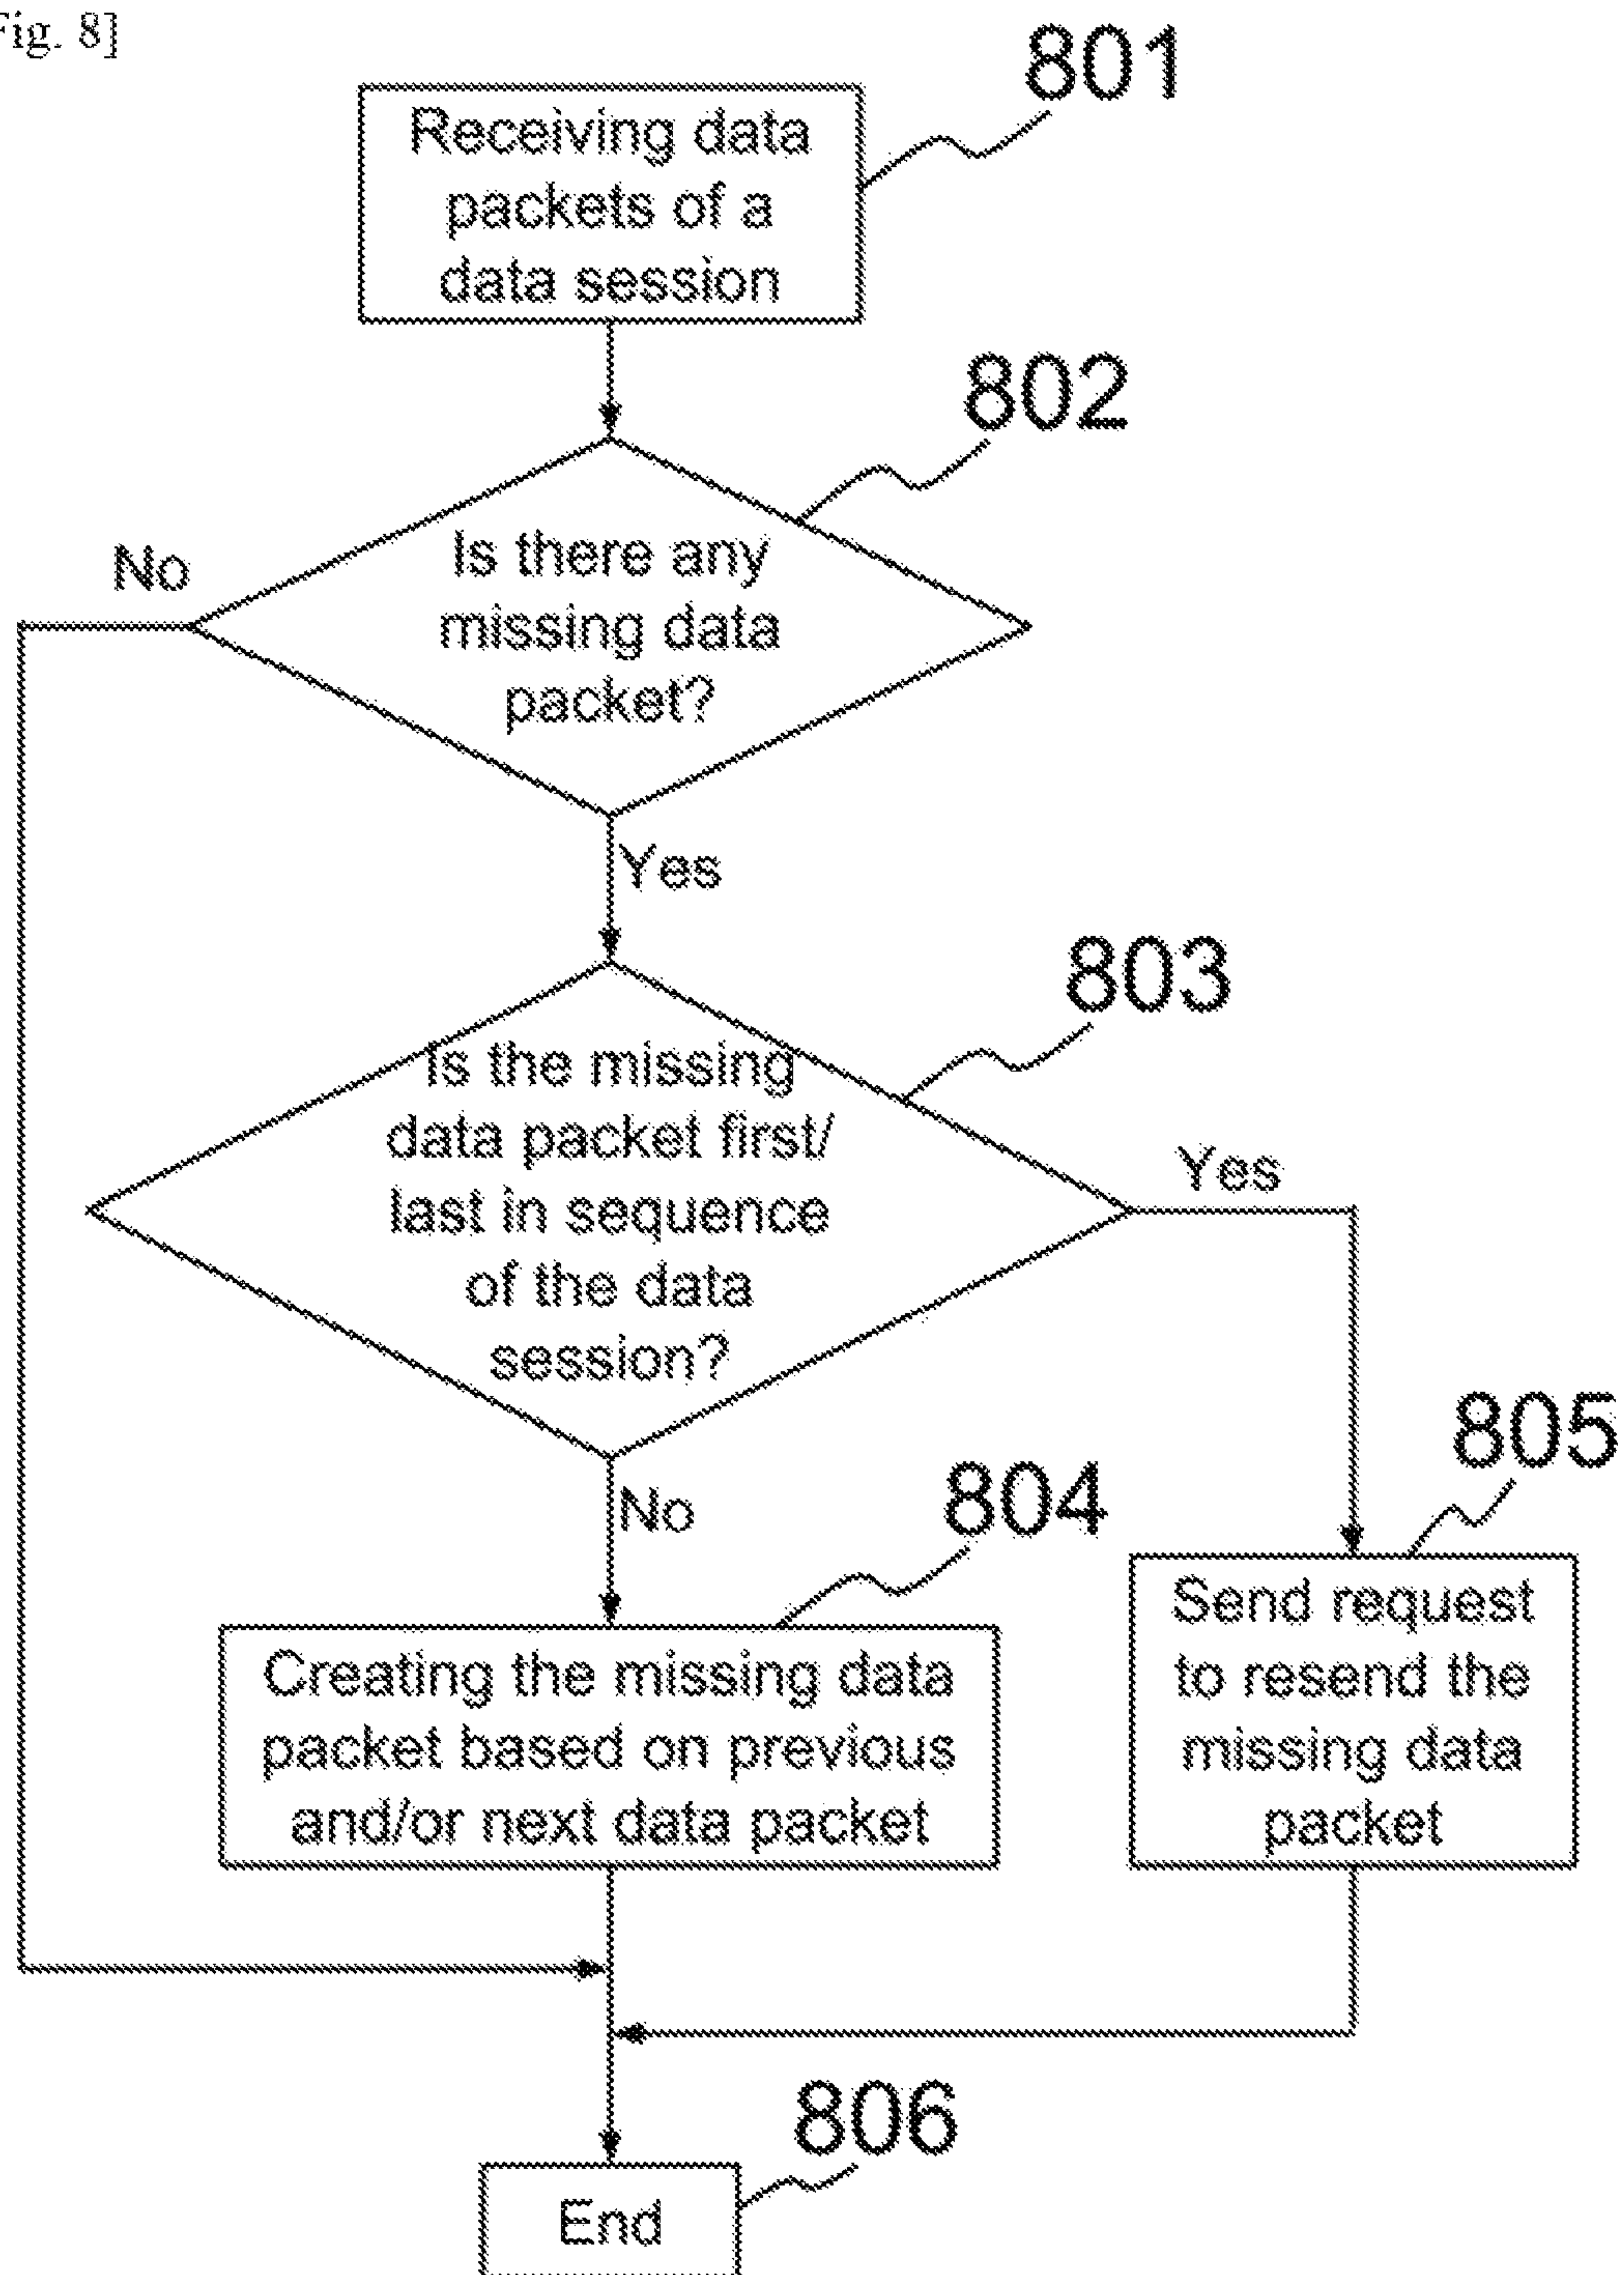 Fig. 8]
801
Receiving data
packets of a
data session
802
No
Is there any
missing data
packet?
Yes
803
Is the missing
data packet first/
last in sequence
of the data
session?
Yes
No
804
805
Creating the missing data
packet based on previous
and/or next data packet
Send request
to resend the
missing data
packet
806
End